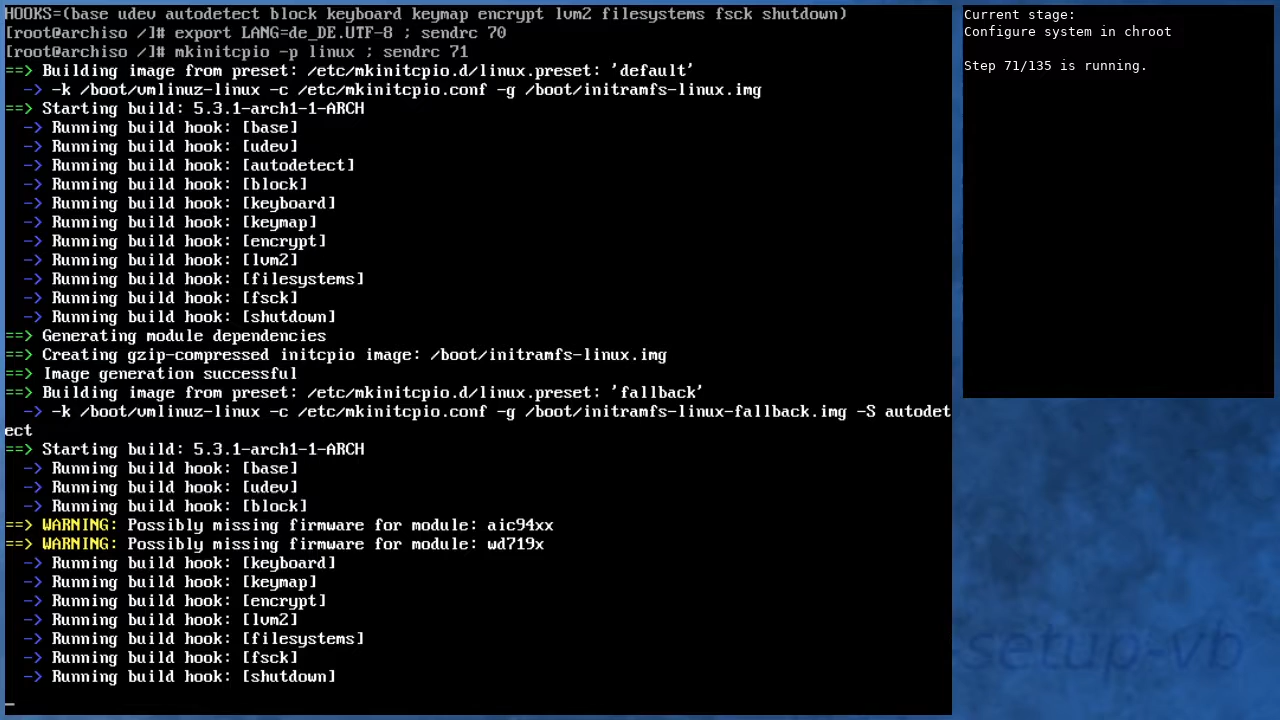 HOOKS=(base udev autodetect block keyboard keymap encrypt lvm2 filesystems fsck shutdown)
[root@archiso /]# export LANG=de_DE.UTF-8 ; sendrc 70
[root@archiso /]# mkinitcpio -p linux ; sendrc 71
==> Building image from preset: /etc/mkinitcpio.d/linux.preset: 'default'
  -> -k /boot/vmlinuz-linux -c /etc/mkinitcpio.conf -g /boot/initramfs-linux.img
==> Starting build: 5.3.1-arch1-1-ARCH
  -> Running build hook: [base]
  -> Running build hook: [udev]
  -> Running build hook: [autodetect]
  -> Running build hook: [block]
  -> Running build hook: [keyboard]
  -> Running build hook: [keymap]
  -> Running build hook: [encrypt]
  -> Running build hook: [lvm2]
  -> Running build hook: [filesystems]
  -> Running build hook: [fsck]
  -> Running build hook: [shutdown]
==> Generating module dependencies
==> Creating gzip-compressed initcpio image: /boot/initramfs-linux.img
==> Image generation successful
==> Building image from preset: /etc/mkinitcpio.d/linux.preset: 'fallback'
  -> -k /boot/vmlinuz-linux -c /etc/mkinitcpio.conf -g /boot/initramfs-linux-fallback.img -S autodet
ect
==> Starting build: 5.3.1-arch1-1-ARCH
  -> Running build hook: [base]
  -> Running build hook: [udev]
  -> Running build hook: [block]
==> WARNING: Possibly missing firmware for module: aic94xx
==> WARNING: Possibly missing firmware for module: wd719x
  -> Running build hook: [keyboard]
  -> Running build hook: [keymap]
  -> Running build hook: [encrypt]
  -> Running build hook: [lvm2]
  -> Running build hook: [filesystems]
  -> Running build hook: [fsck]
  -> Running build hook: [shutdown]
_
Current stage:
Configure system in chroot
Step 71/135 is running.
setup-vb